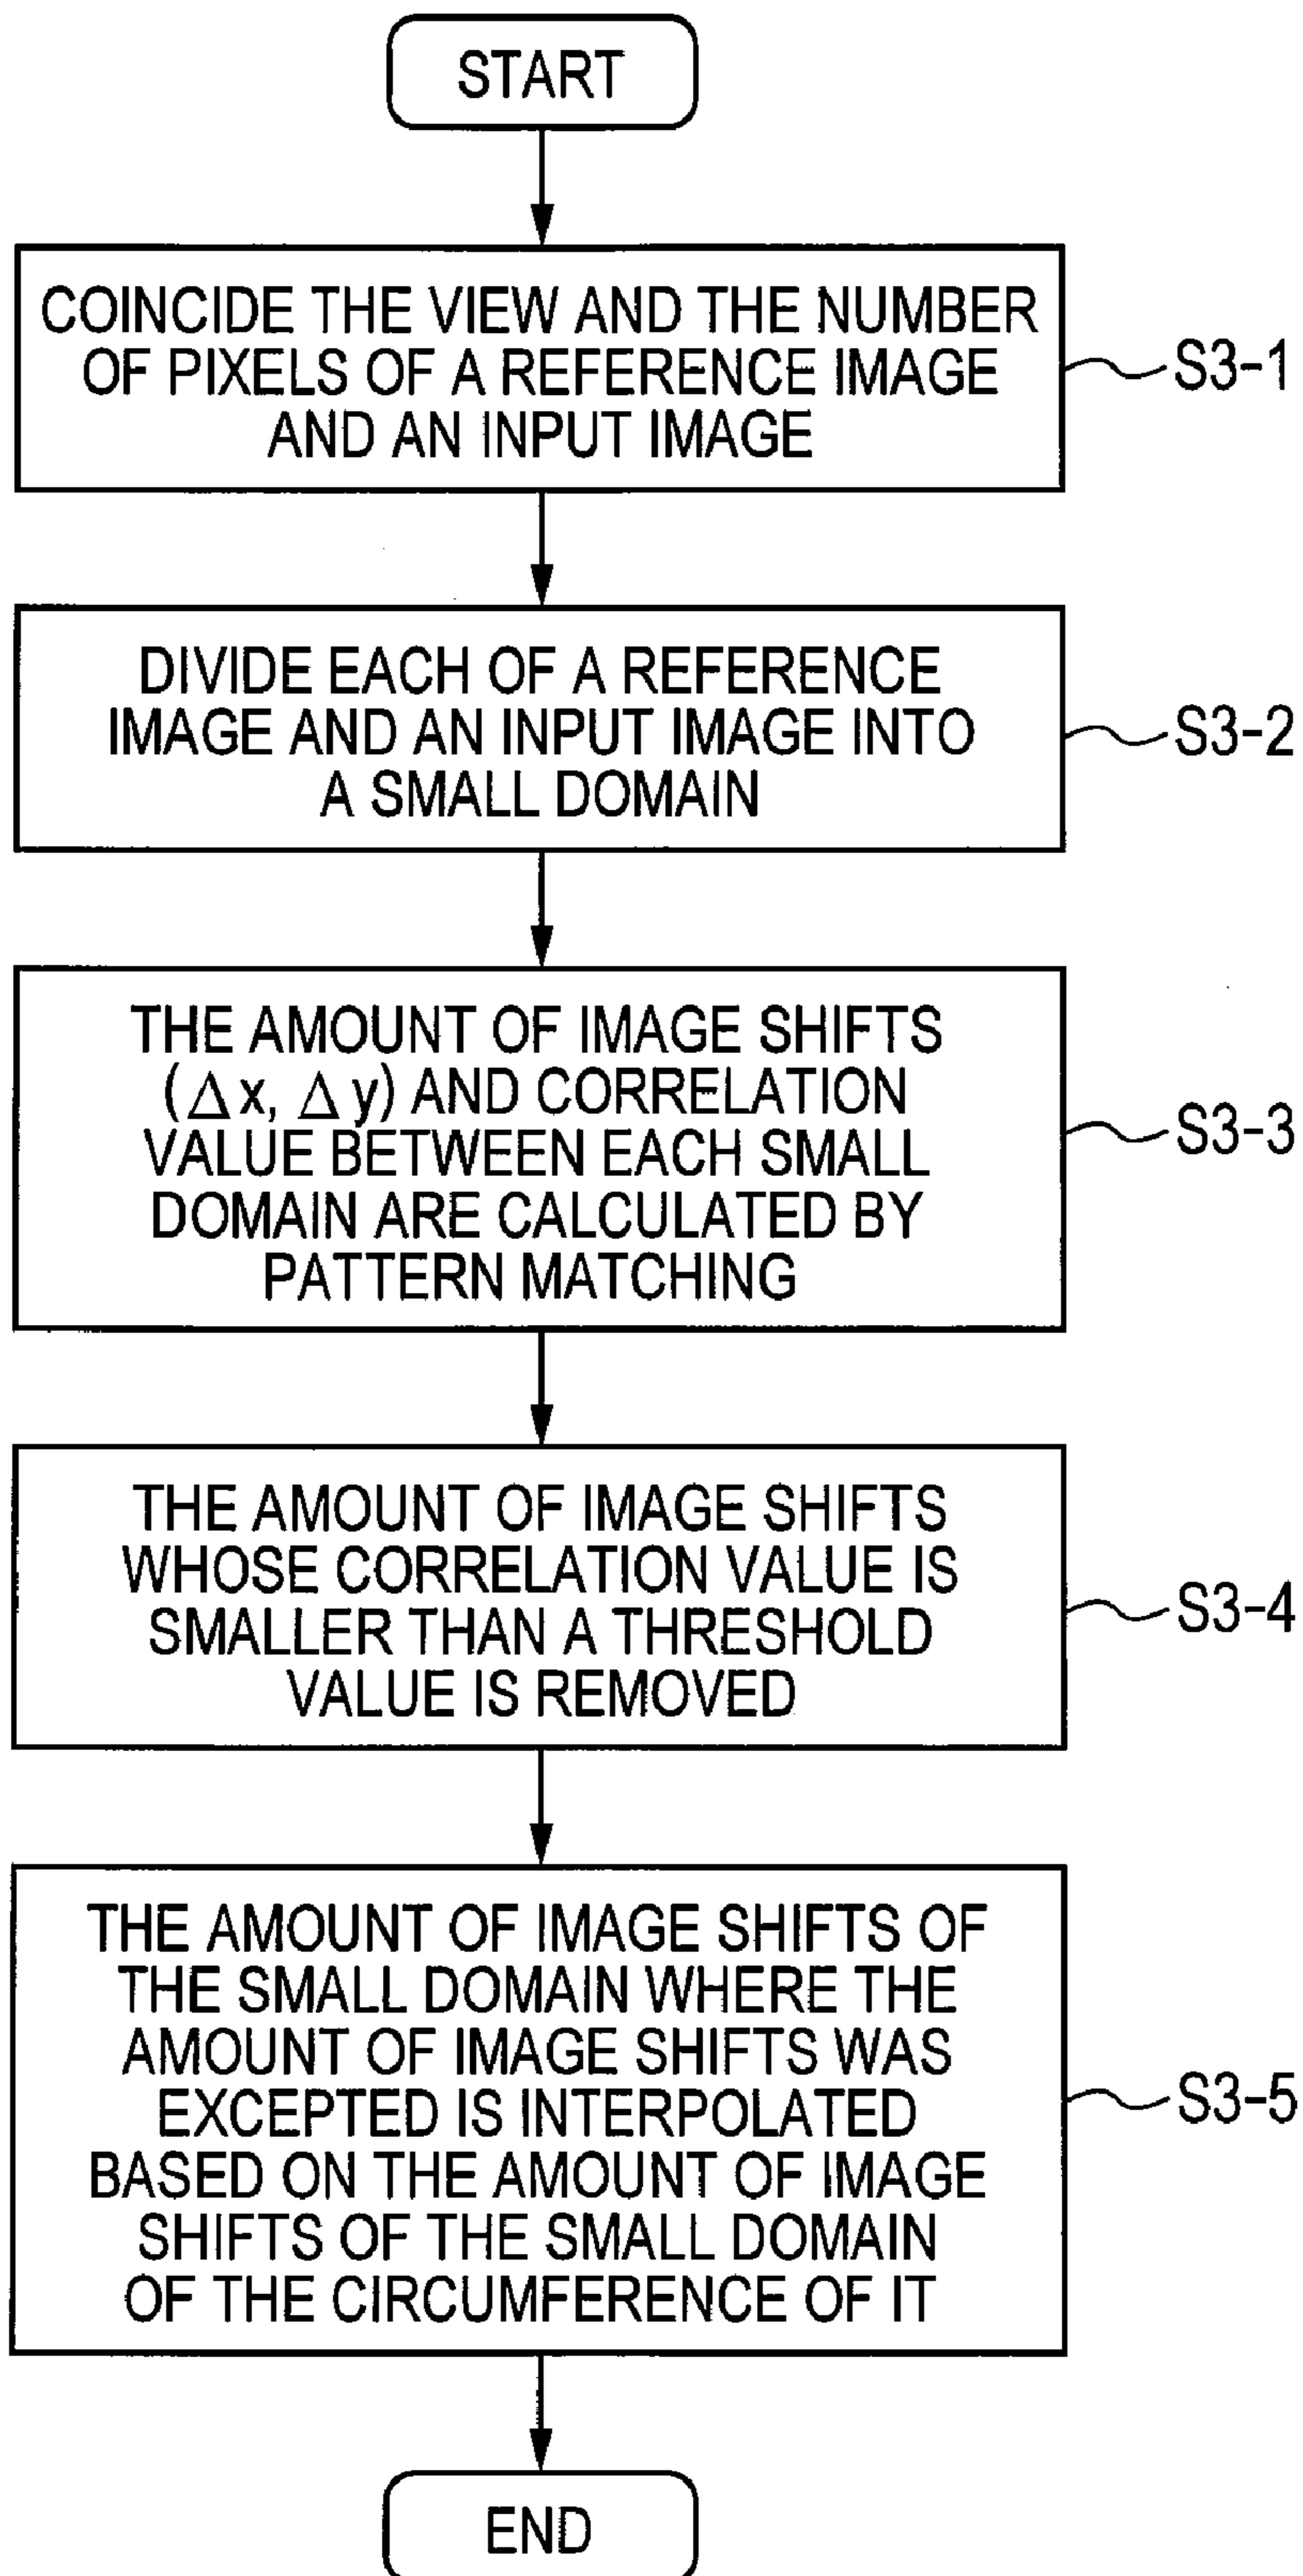 START
COINCIDE THE VIEW AND THE NUMBER
OF PIXELS OF A REFERENCE IMAGE
AND AN INPUT IMAGE
S3-1
DIVIDE EACH OF A REFERENCE
IMAGE AND AN INPUT IMAGE INTO
A SMALL DOMAIN
S3-2
THE AMOUNT OF IMAGE SHIFTS
(Δx, Δy) AND CORRELATION
VALUE BETWEEN EACH SMALL
DOMAIN ARE CALCULATED BY
PATTERN MATCHING
S3-3
THE AMOUNT OF IMAGE SHIFTS
WHOSE CORRELATION VALUE IS
SMALLER THAN A THRESHOLD
VALUE IS REMOVED
S3-4
THE AMOUNT OF IMAGE SHIFTS OF
THE SMALL DOMAIN WHERE THE
AMOUNT OF IMAGE SHIFTS WAS
EXCEPTED IS INTERPOLATED
BASED ON THE AMOUNT OF IMAGE
SHIFTS OF THE SMALL DOMAIN
OF THE CIRCUMFERENCE OF IT
S3-5
END